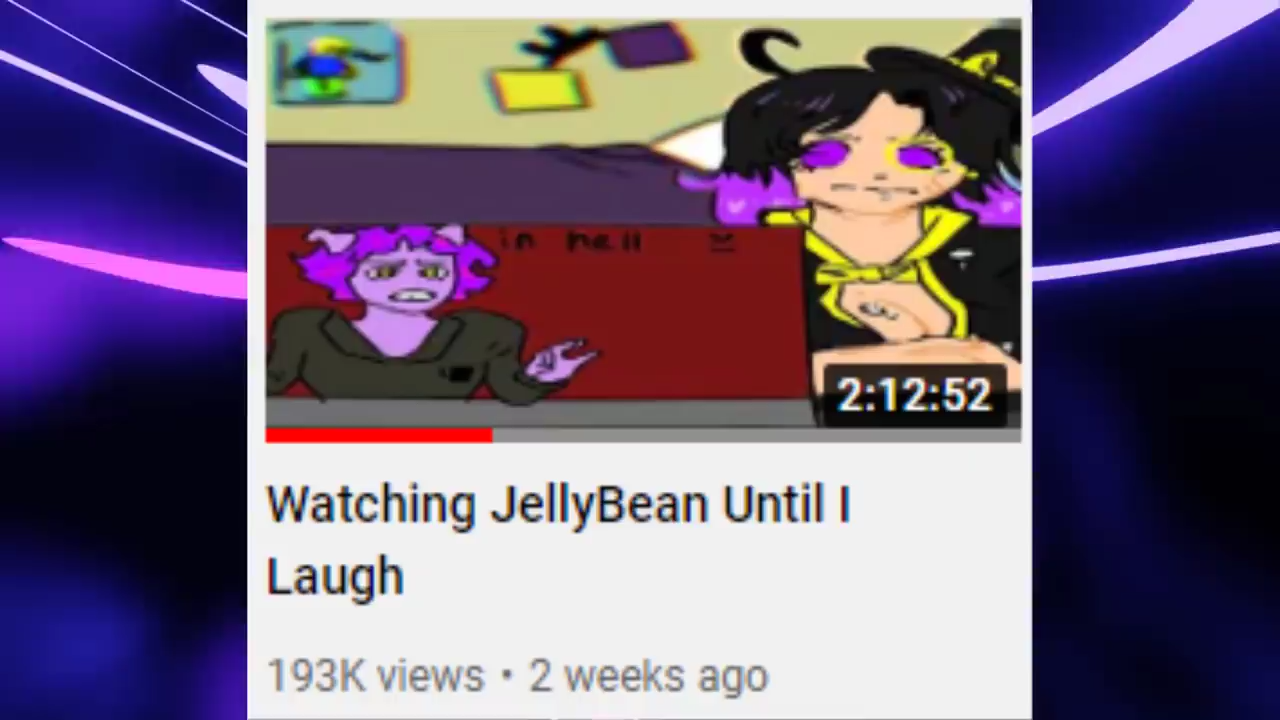 in hell
2:12:52
Watching JellyBean Until I
Laugh
193K views • 2 weeks ago